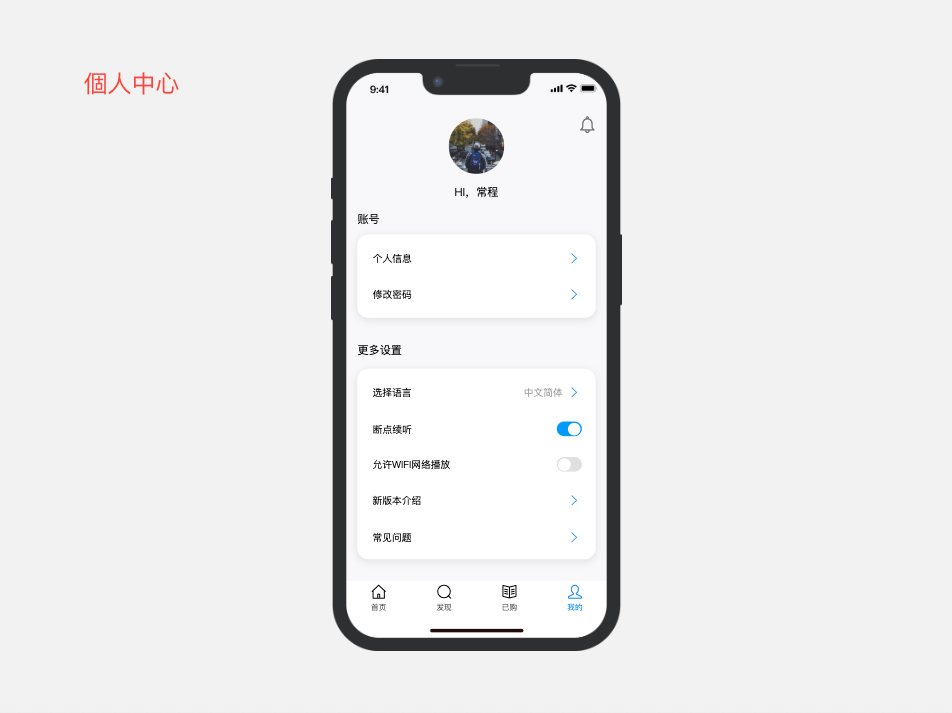 個人中心
9:41
HI，常程
账号
个人信息
修改密码
更多设置
选择语言 中文简体
断点续听
允许WIFI网络播放
新版本介绍
常见问题
首页 发现 已购 我的